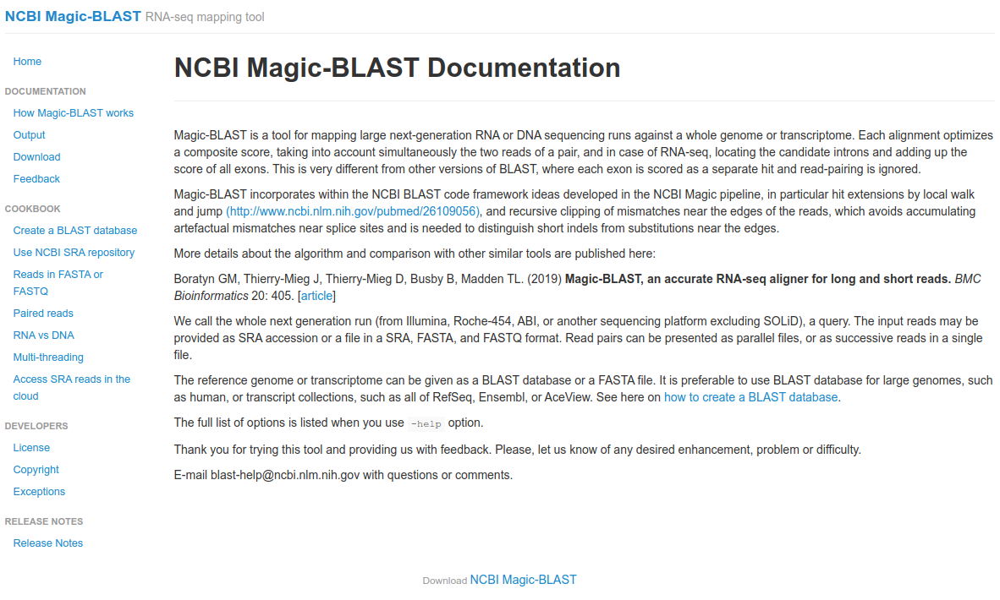 NCBI Magic-BLAST RNA-seq mapping tool
Home
DOCUMENTATION
How Magic-BLAST works
Output
Download
Feedback
COOKBOOK
Create a BLAST database
Use NCBI SRA repository
Reads in FASTA or
FASTQ
Paired reads
RNA vs DNA
Multi-threading
Access SRA reads in the
cloud
DEVELOPERS
License
Copyright
Exceptions
RELEASE NOTES
Release Notes
NCBI Magic-BLAST Documentation
Magic-BLAST is a tool for mapping large next-generation RNA or DNA sequencing runs against a whole genome or transcriptome. Each alignment optimizes
a composite score, taking into account simultaneously the two reads of a pair, and in case of RNA-seq, locating the candidate introns and adding up the
score of all exons. This is very different from other versions of BLAST, where each exon is scored as a separate hit and read-pairing is ignored.
Magic-BLAST incorporates within the NCBI BLAST code framework ideas developed in the NCBI Magic pipeline, in particular hit extensions by local walk
and jump (http://www.ncbi.nlm.nih.gov/pubmed/26109056), and recursive clipping of mismatches near the edges of the reads, which avoids accumulating
artefactual mismatches near splice sites and is needed to distinguish short indels from substitutions near the edges.
More details about the algorithm and comparison with other similar tools are published here:
Boratyn GM, Thierry-Mieg J, Thierry-Mieg D, Busby B, Madden TL. (2019) Magic-BLAST, an accurate RNA-seq aligner for long and short reads. BMC
Bioinformatics 20: 405. [article]
We call the whole next generation run (from Illumina, Roche-454, ABI, or another sequencing platform excluding SOLiD), a query. The input reads may be
provided as SRA accession or a file in a SRA, FASTA, and FASTQ format. Read pairs can be presented as parallel files, or as successive reads in a single
file.
The reference genome or transcriptome can be given as a BLAST database or a FASTA file. It is preferable to use BLAST database for large genomes, such
as human, or transcript collections, such as all of RefSeq, Ensembl, or AceView. See here on how to create a BLAST database.
The full list of options is listed when you use -help option.
Thank you for trying this tool and providing us with feedback. Please, let us know of any desired enhancement, problem or difficulty.
E-mail blast-help@ncbi.nlm.nih.gov with questions or comments.
Download NCBI Magic-BLAST